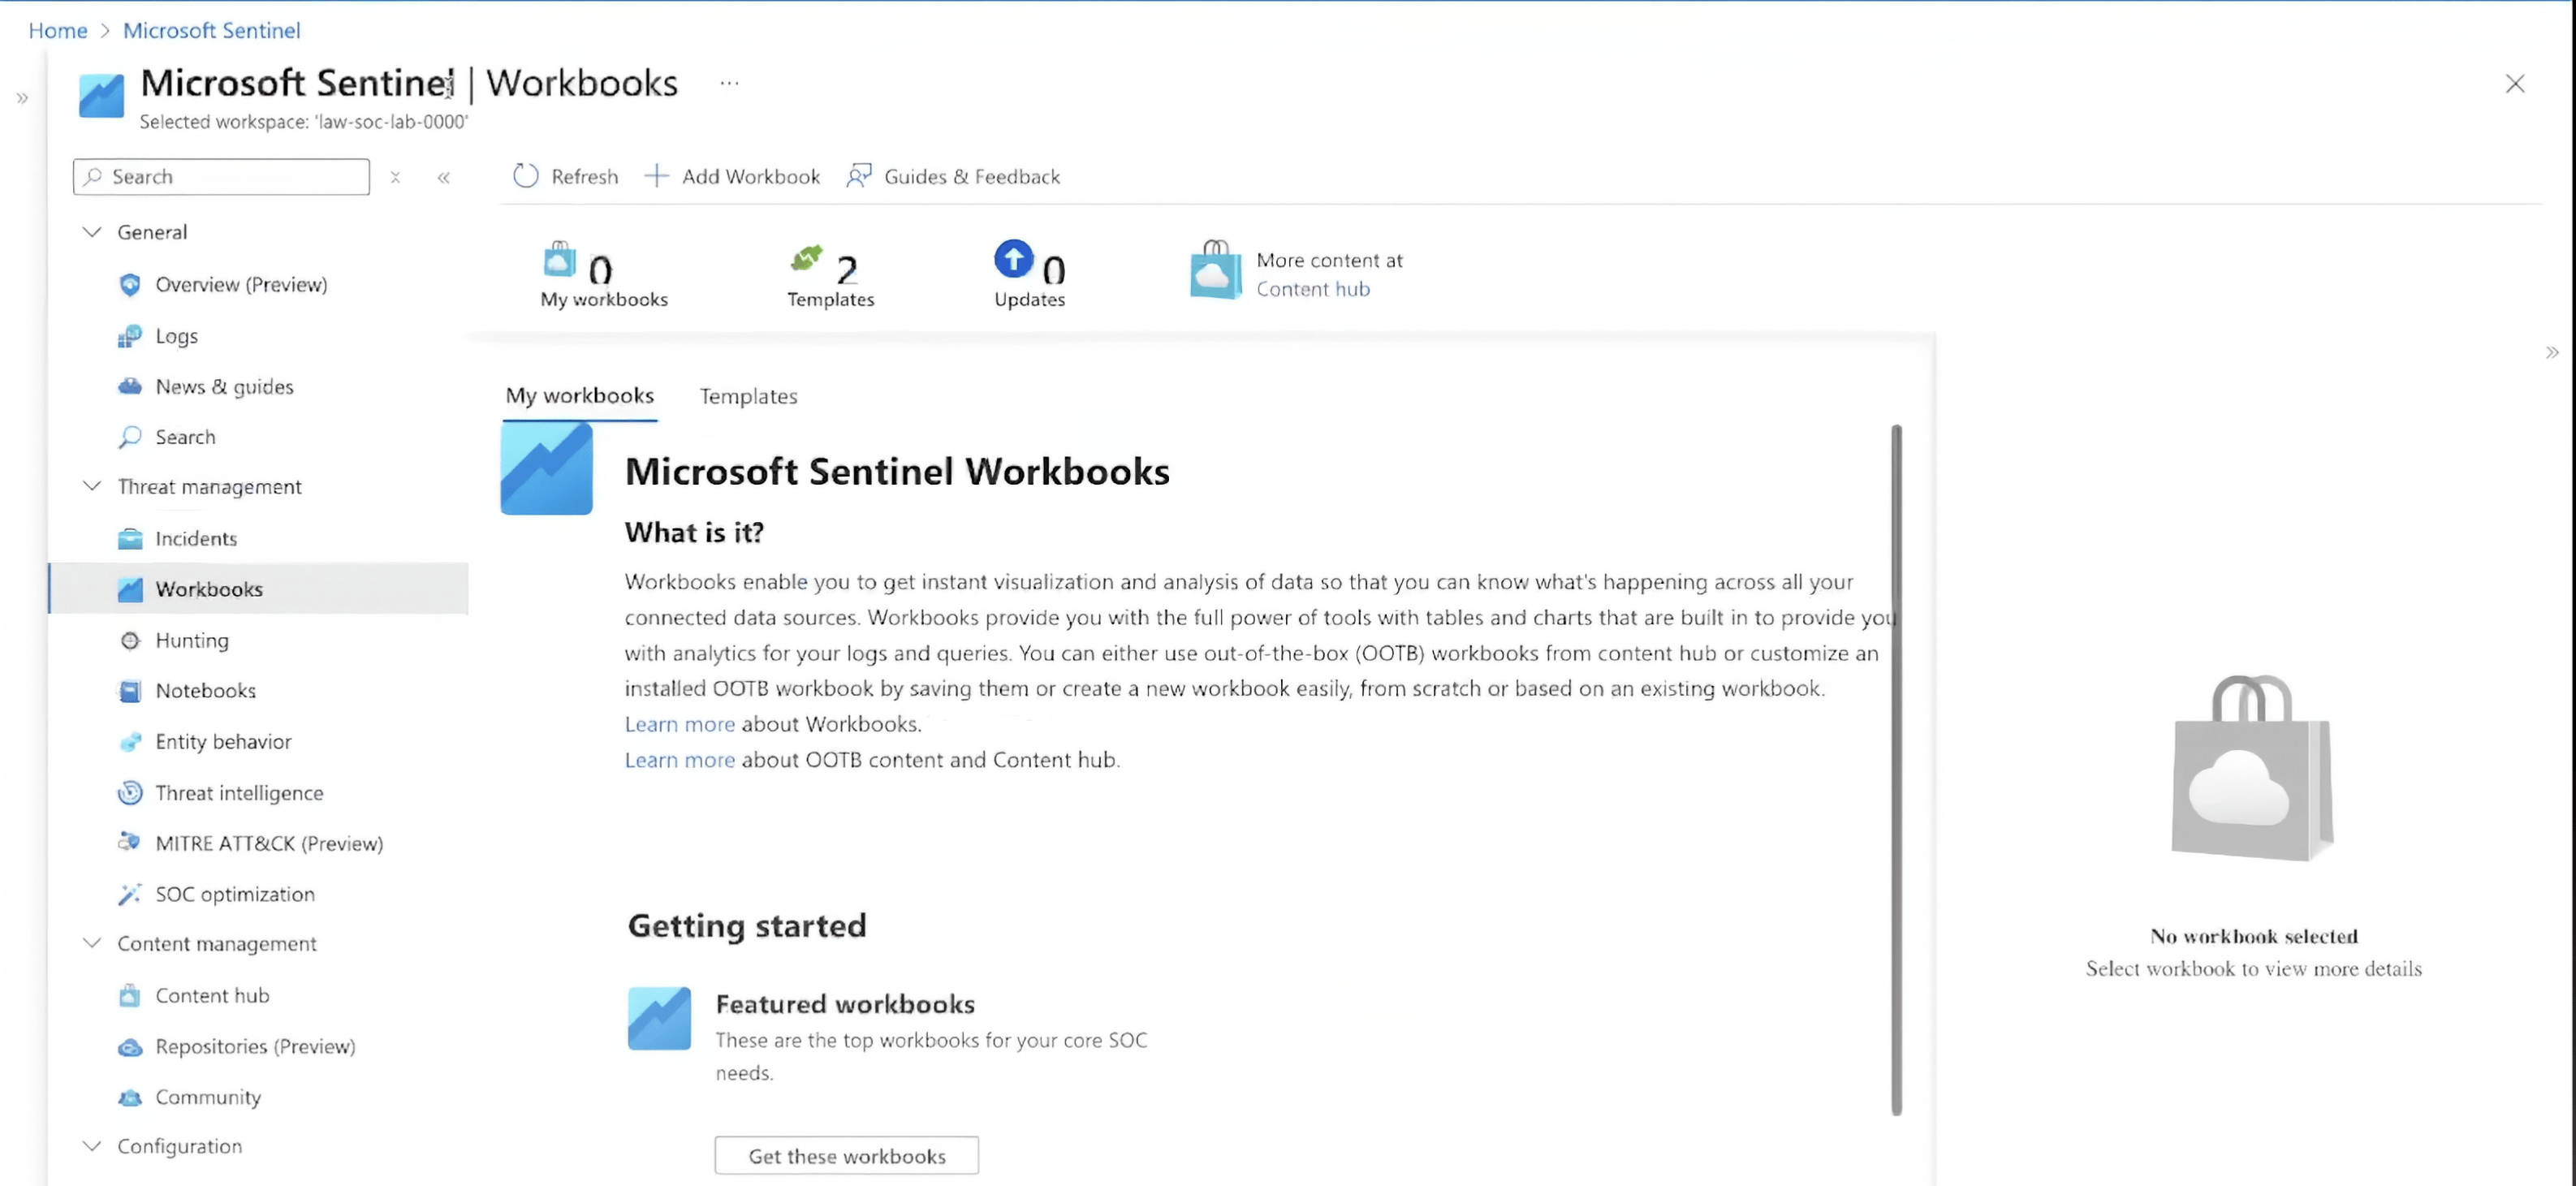 Home > Microsoft Sentinel
Microsoft Sentinel | Workbooks ...
Selected workspace: 'law-soc-lab-0000'
Search
Refresh
Add Workbook
Guides & Feedback
General
Overview (Preview)
Logs
News & guides
Search
Threat management
Incidents
Workbooks
Hunting
Notebooks
Entity behavior
Threat intelligence
MITRE ATT&CK (Preview)
SOC optimization
Content management
Content hub
Repositories (Preview)
Community
Configuration
0
My workbooks
2
Templates
0
Updates
More content at
Content hub
My workbooks
Templates
Microsoft Sentinel Workbooks
What is it?
Workbooks enable you to get instant visualization and analysis of data so that you can know what's happening across all your
connected data sources. Workbooks provide you with the full power of tools with tables and charts that are built in to provide you
with analytics for your logs and queries. You can either use out-of-the-box (OOTB) workbooks from content hub or customize an
installed OOTB workbook by saving them or create a new workbook easily, from scratch or based on an existing workbook.
Learn more about Workbooks.
Learn more about OOTB content and Content hub.
Getting started
Featured workbooks
These are the top workbooks for your core SOC
needs.
Get these workbooks
No workbook selected
Select workbook to view more details